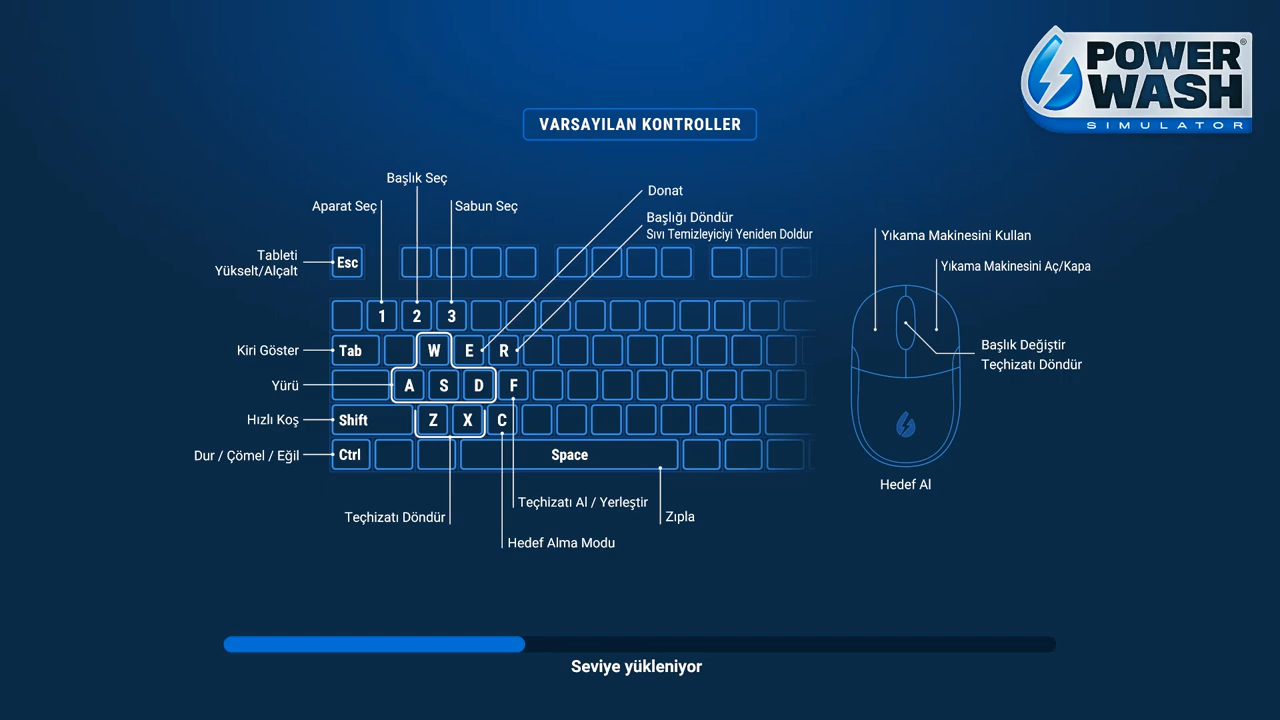 POWER
WASH
SIMULATOR
VARSAYILAN KONTROLLER
Başlık Seç
Aparat Seç
Sabun Seç
Donat
Başlığı Döndür
Sıvı Temizleyiciyi Yeniden Doldur
Tableti
Yükselt/Alçalt
Esc
1 2 3
Kiri Göster
Tab W E R
Yürü
A S D F
Hızlı Koş
Shift Z X C
Dur / Çömel / Eğil
Ctrl Space
Teçhizatı Al / Yerleştir
Teçhizatı Döndür
Zıpla
Hedef Alma Modu
Yıkama Makinesini Kullan
Yıkama Makinesini Aç/Kapa
Başlık Değiştir
Teçhizatı Döndür
Hedef Al
Seviye yükleniyor